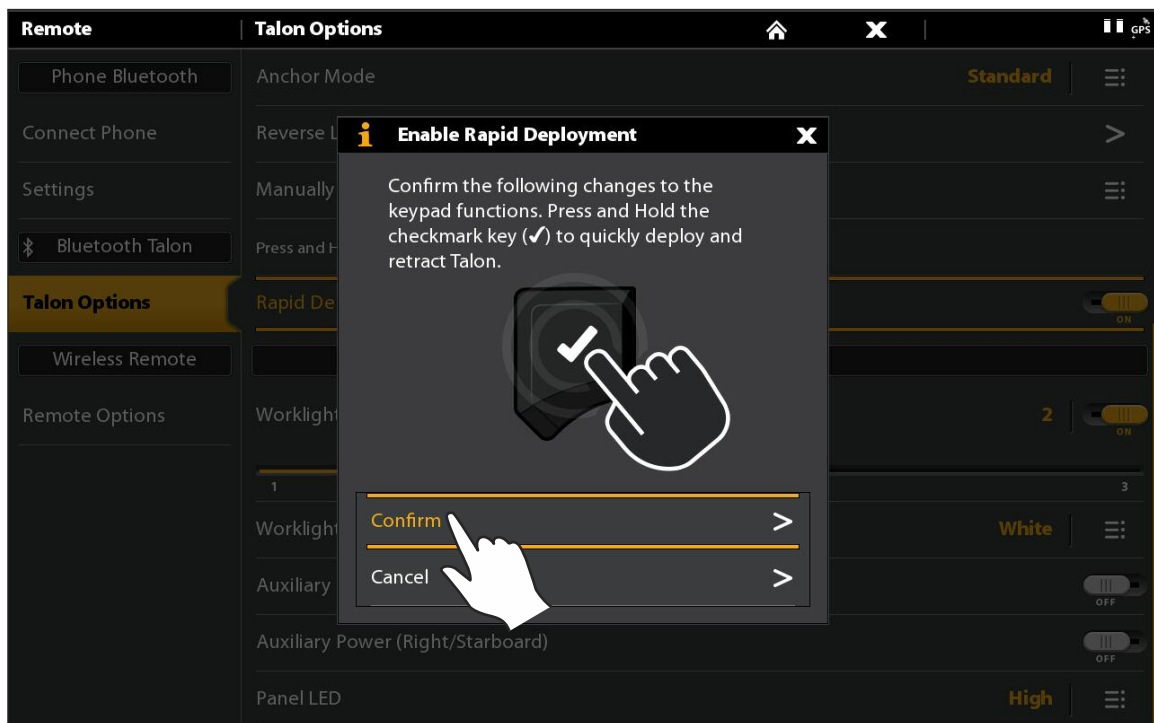 Remote
Talon Options
GPS
Phone Bluetooth
Anchor Mode
Standard
Connect Phone
Reverse L
Enable Rapid Deployment
Settings
Manually
Confirm the following changes to the
keypad functions. Press and Hold the
checkmark key (✓) to quickly deploy and
retract Talon.
Bluetooth Talon
Press and H
Talon Options
Rapid De
ON
Wireless Remote
Remote Options
Worklight
2
ON
1
3
Confirm
Worklight
White
Cancel
Auxiliary
OFF
Auxiliary Power (Right/Starboard)
OFF
Panel LED
High